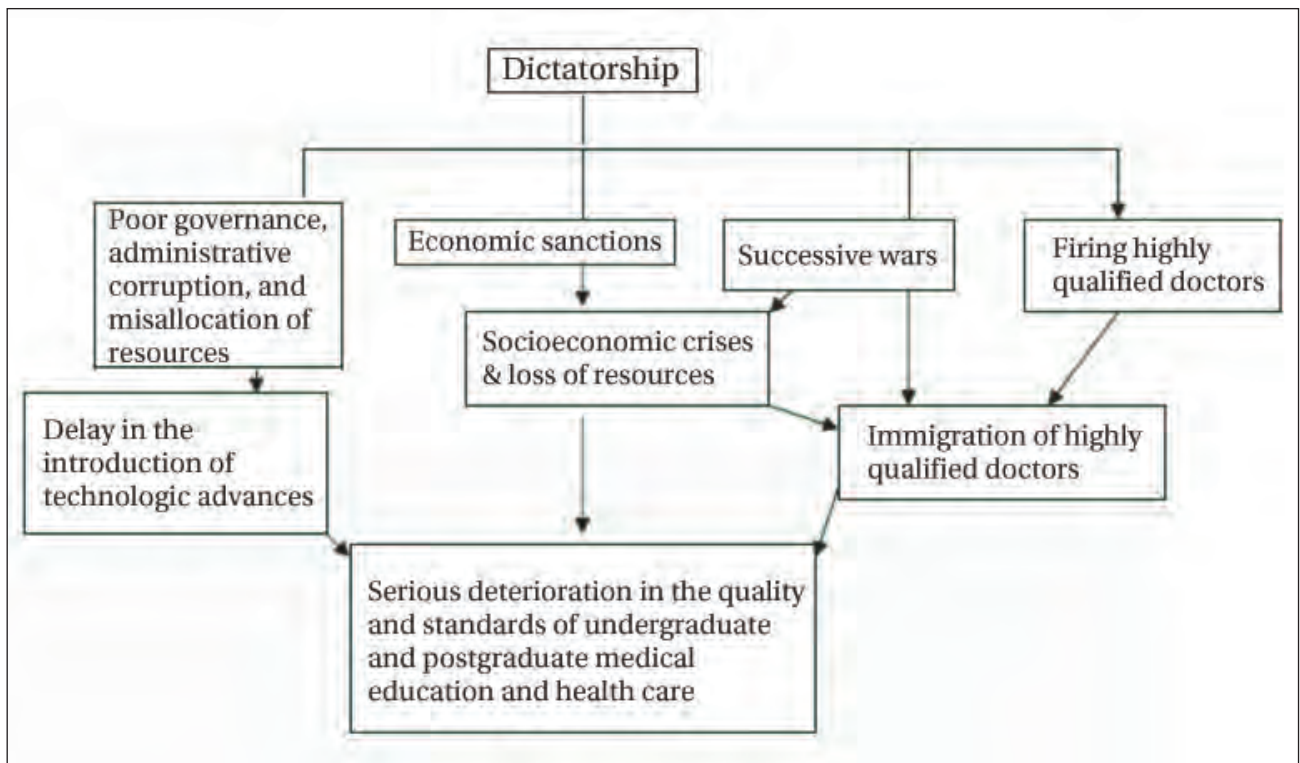 Dictatorship
Poor governance,
administrative
corruption, and
misallocation of
resources
Economic sanctions
Successive wars
Firing highly
qualified doctors
Socioeconomic crises
& loss of resources
Delay in the
introduction of
technologic advances
Immigration of highly
qualified doctors
Serious deterioration in the quality
and standards of undergraduate
and postgraduate medical
education and health care